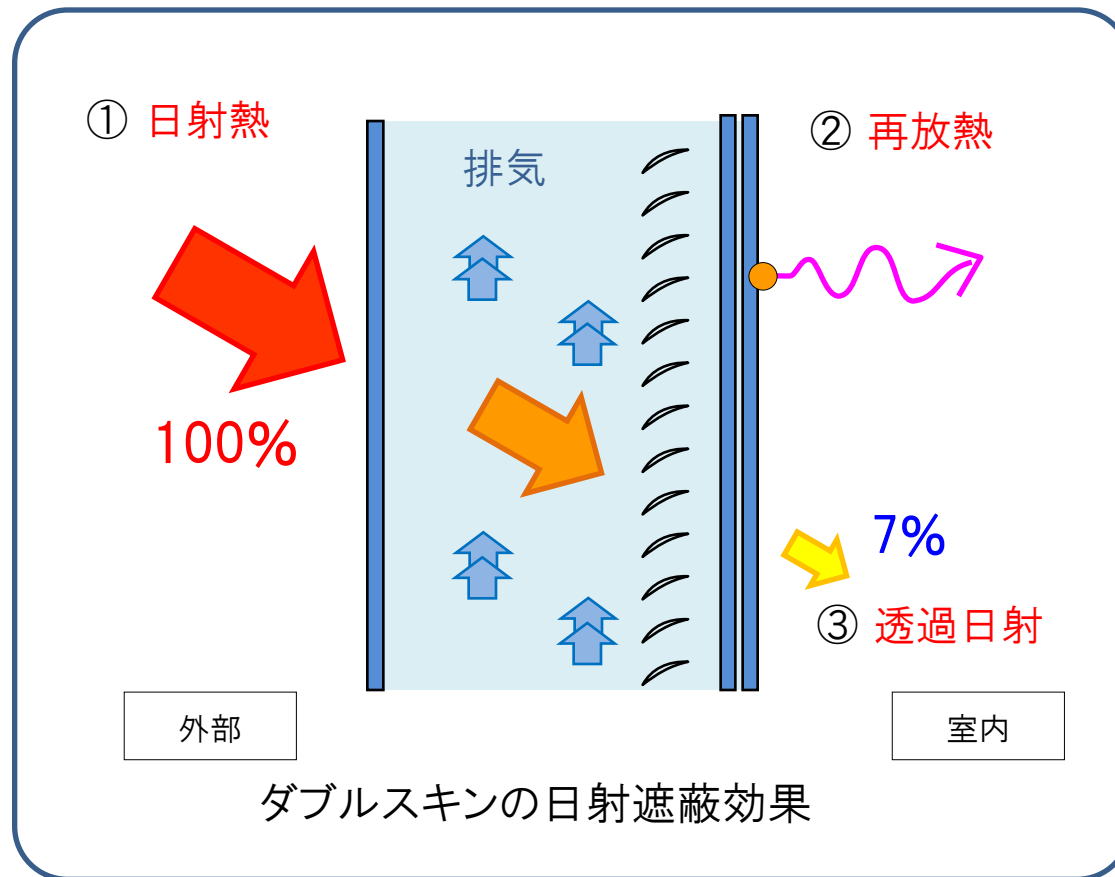 ① 日射熱
排気
② 再放熱
100%
7%
③ 透過日射
外部
室内
ダブルスキンの日射遮蔽効果